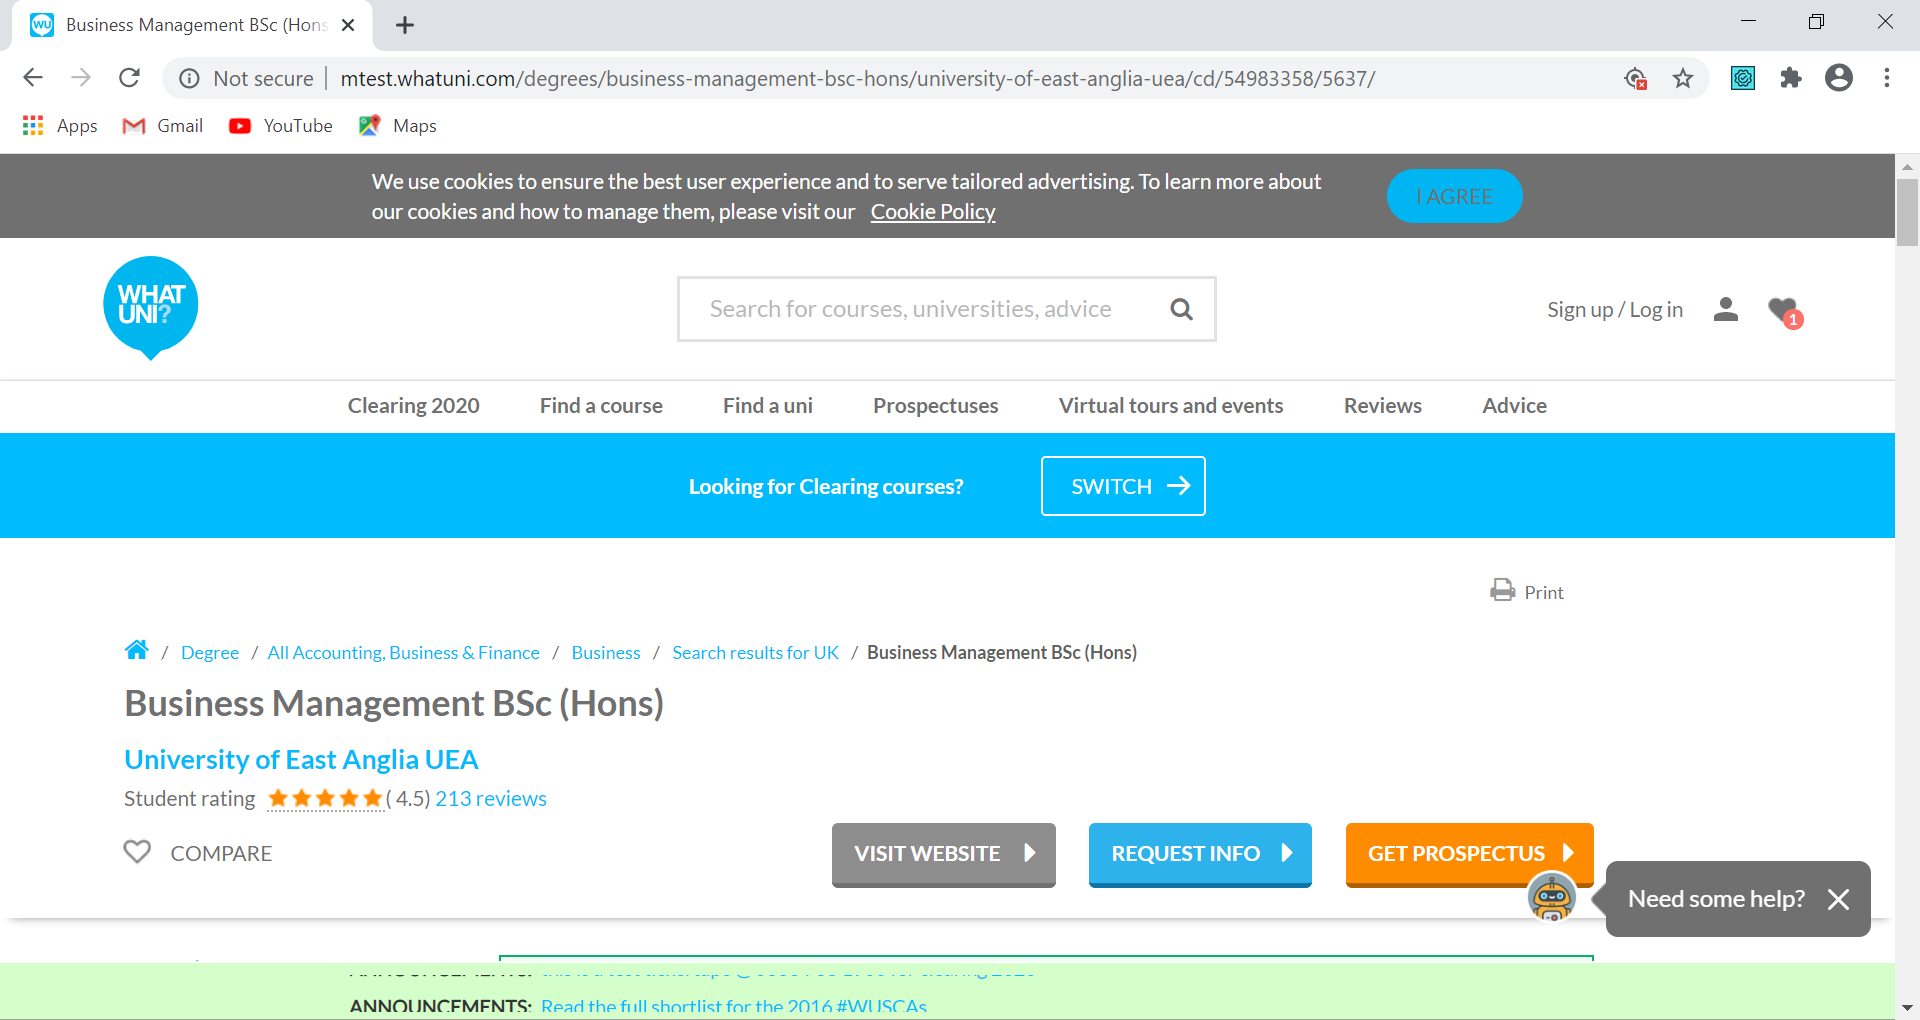 Business Management BSc (Hons
Not secure mtest.whatuni.com/degrees/business-management-bsc-hons/university-of-east-anglia-uea/cd/54983358/5637/
Apps Gmail YouTube Maps
We use cookies to ensure the best user experience and to serve tailored advertising. To learn more about
our cookies and how to manage them, please visit our Cookie Policy
I AGREE
WHAT
UNI?
Search for courses, universities, advice
Sign up / Log in
1
Clearing 2020 Find a course Find a uni Prospectuses Virtual tours and events Reviews Advice
Looking for Clearing courses? SWITCH
Print
/ Degree / All Accounting, Business & Finance / Business / Search results for UK / Business Management BSc (Hons)
Business Management BSc (Hons)
University of East Anglia UEA
Student rating ( 4.5) 213 reviews
COMPARE
VISIT WEBSITE REQUEST INFO GET PROSPECTUS
Need some help?
ANNOUNCEMENTS:
ANNOUNCEMENTS: Read the full shortlist for the 2016 #WUSCAs